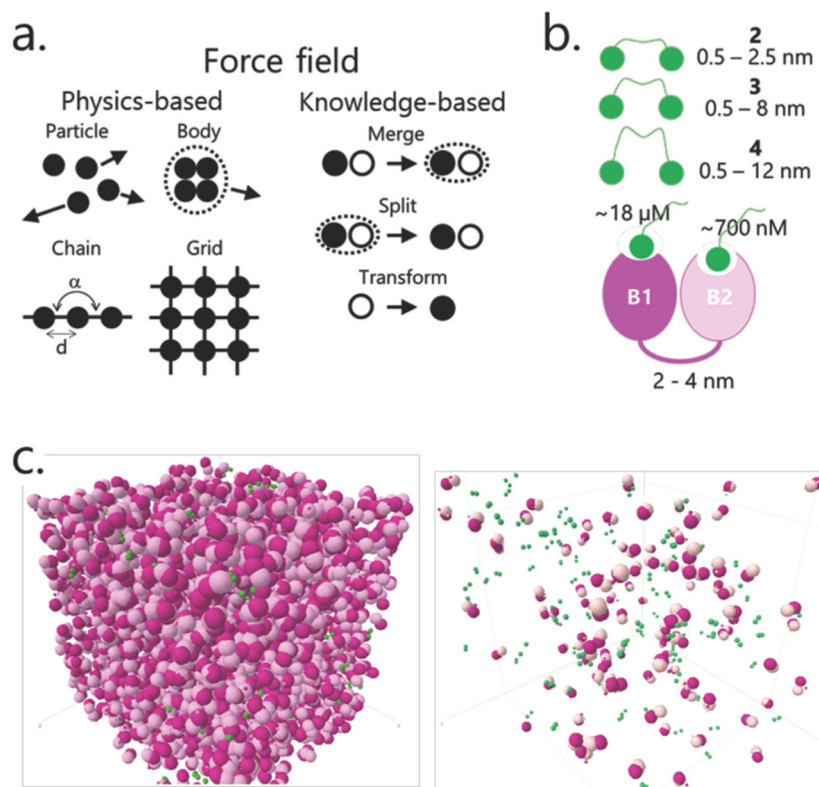 a.
Force field
Physics-based
Knowledge-based
Particle
Body
Merge
Split
Chain
Grid
Transform
α
d
b.
2
0.5 – 2.5 nm
3
0.5 – 8 nm
4
0.5 – 12 nm
~18 µM
~700 nM
B1
B2
2 - 4 nm
c.